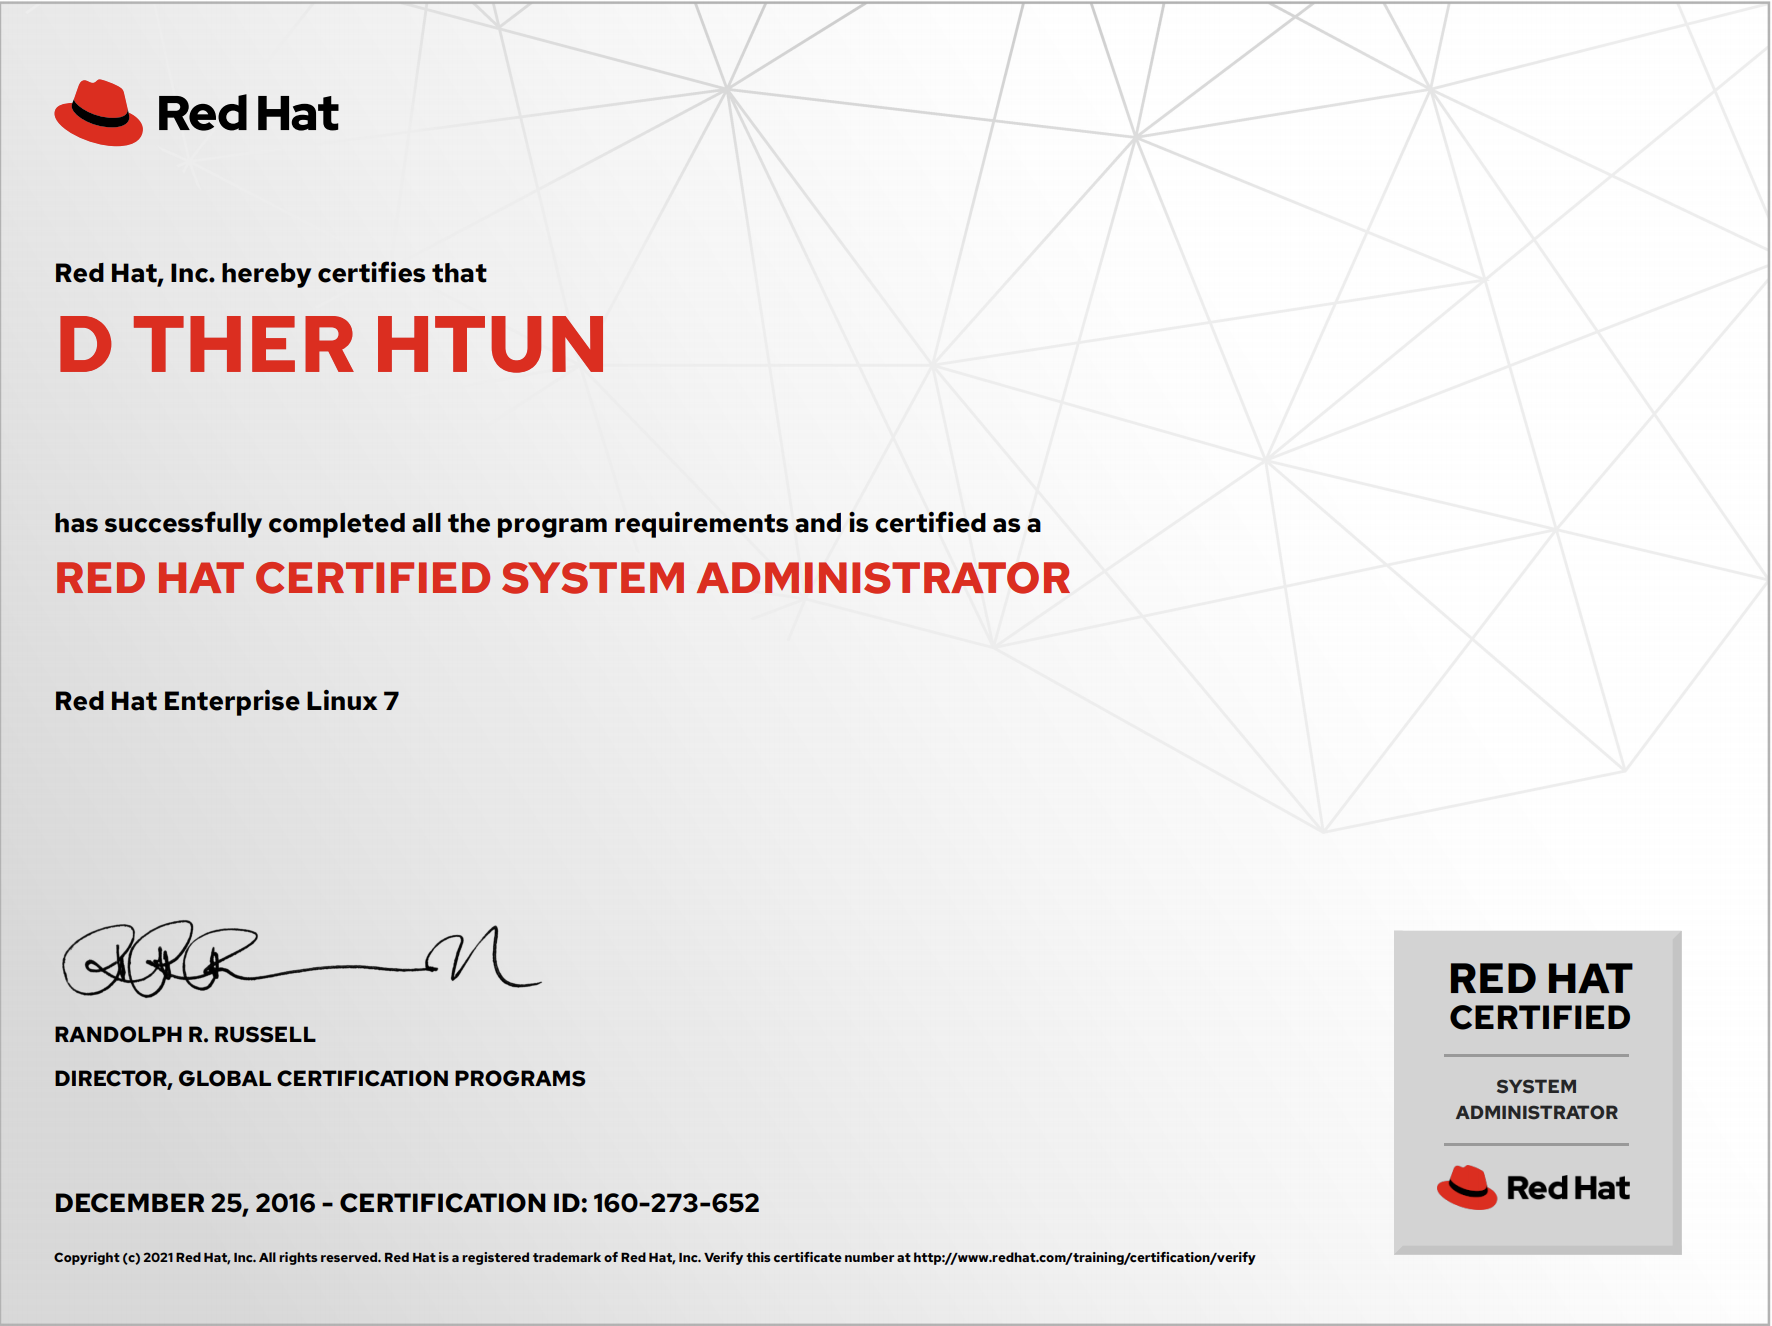 Red Hat
Red Hat, Inc. hereby certifies that
D THER HTUN
has successfully completed all the program requirements and is certified as a
RED HAT CERTIFIED SYSTEM ADMINISTRATOR
Red Hat Enterprise Linux 7
RANDOLPH R. RUSSELL
DIRECTOR, GLOBAL CERTIFICATION PROGRAMS
DECEMBER 25, 2016 - CERTIFICATION ID: 160-273-652
Copyright (c) 2021 Red Hat, Inc. All rights reserved. Red Hat is a registered trademark of Red Hat, Inc. Verify this certificate number at http://www.redhat.com/training/certification/verify
RED HAT
CERTIFIED
SYSTEM
ADMINISTRATOR
Red Hat